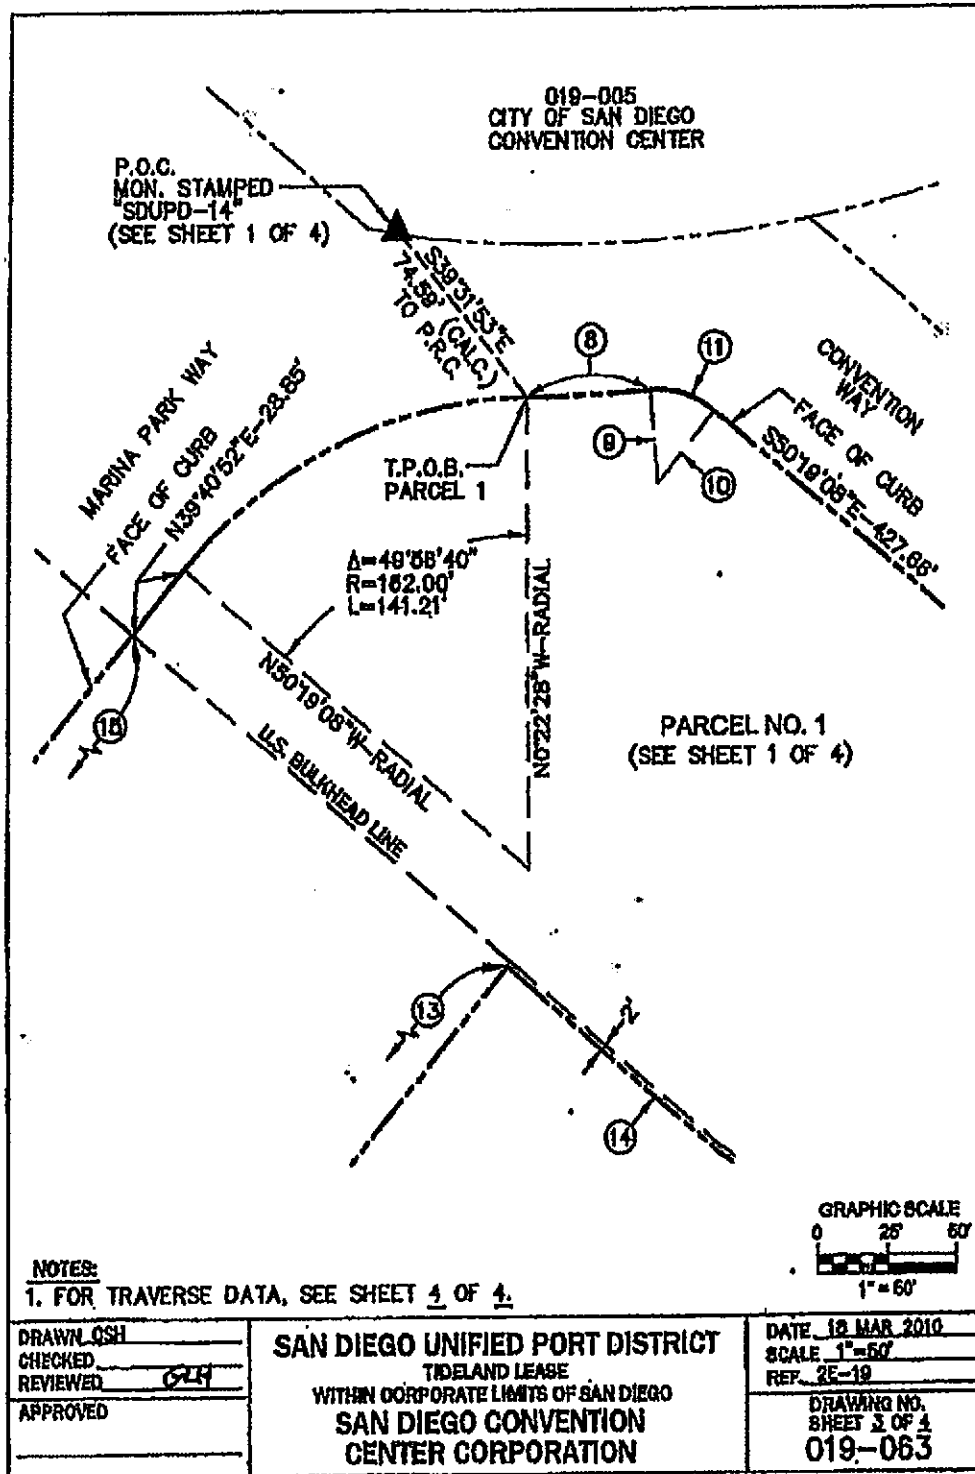 019-005
CITY OF SAN DIEGO
CONVENTION CENTER
P.O.C.
MON. STAMPED
"SDUPD-14"
(SEE SHEET 1 OF 4)
S39°31'53"E
74.59' (CALC.)
TO P.R.C.
8
11
CONVENTION
WAY
FACE OF CURB
S50°19'08"E-427.66'
MARINA PARK WAY
FACE OF CURB
N39°40'52"E-28.85'
9
10
T.P.O.B.
PARCEL 1
Δ=49°56'40"
R=162.00'
L=141.21'
N0°22'28"W-RADIAL
N50°19'08"W-RADIAL
15
U.S. BULKHEAD LINE
PARCEL NO. 1
(SEE SHEET 1 OF 4)
13
2'
14
GRAPHIC SCALE
0 25' 50'
1" = 50'
NOTES:
1. FOR TRAVERSE DATA, SEE SHEET 4 OF 4.
DRAWN GSH
CHECKED
REVIEWED
APPROVED
SAN DIEGO UNIFIED PORT DISTRICT
TIDELAND LEASE
WITHIN CORPORATE LIMITS OF SAN DIEGO
SAN DIEGO CONVENTION
CENTER CORPORATION
DATE 18 MAR 2010
SCALE 1"=50'
REF. 2E-19
DRAWING NO.
SHEET 3 OF 4
019-063